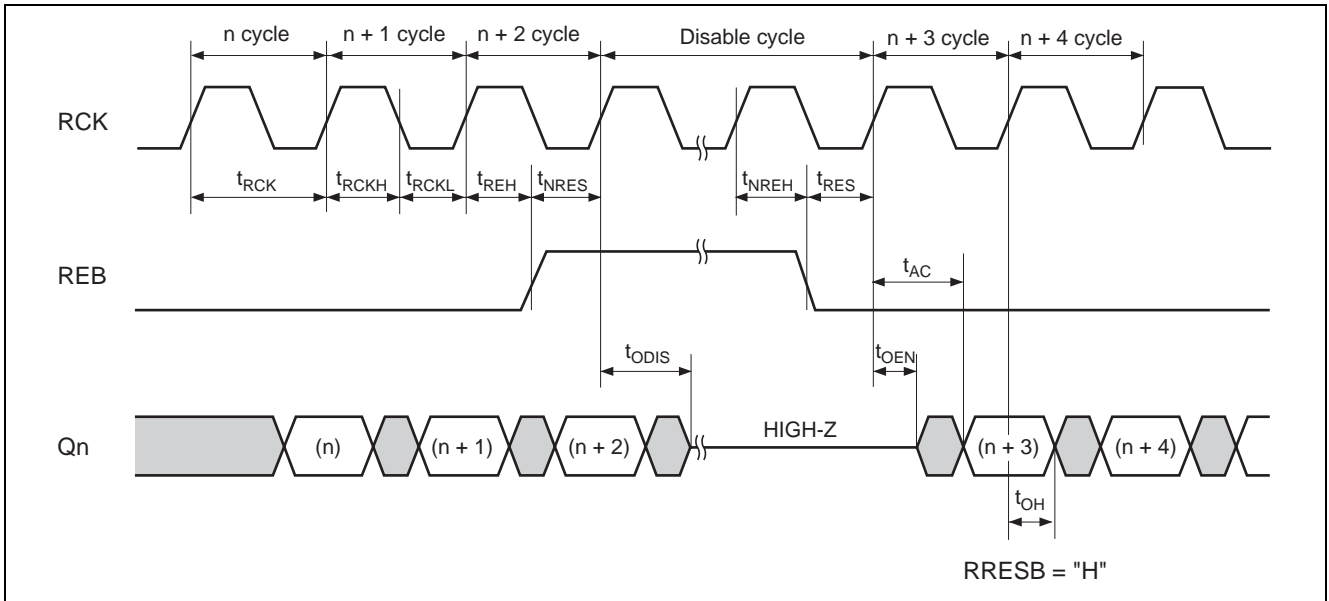 n cycle n + 1 cycle n + 2 cycle Disable cycle n + 3 cycle n + 4 cycle
RCK
tRCK tRCKH tRCKL tREH tNRES tNREH tRES
REB
tAC
tODIS tOEN
Qn (n) (n + 1) (n + 2) HIGH-Z (n + 3) (n + 4)
tOH
RRESB = "H"